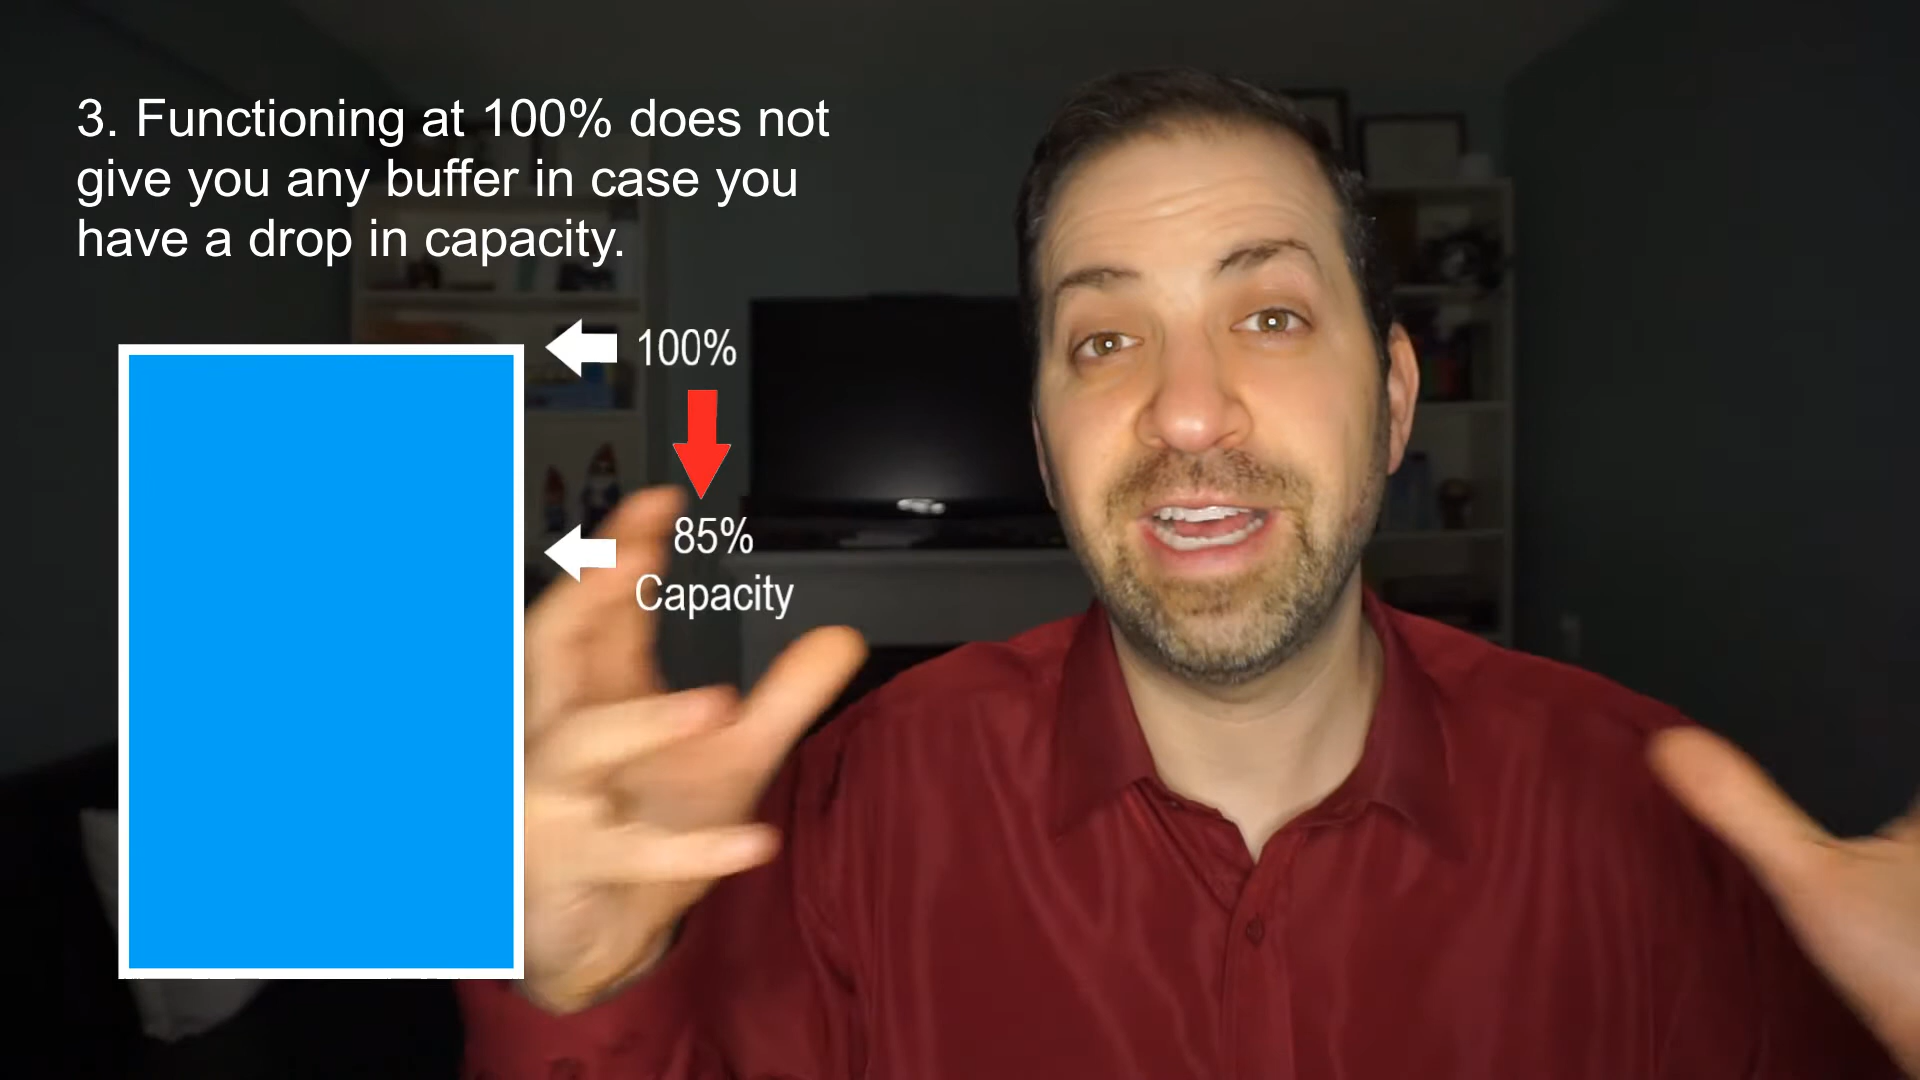 3. Functioning at 100% does not
give you any buffer in case you
have a drop in capacity.
100%
85%
Capacity